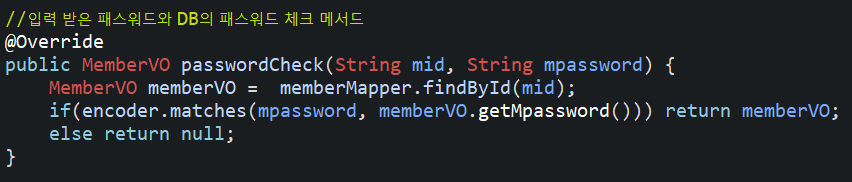 //입력 받은 패스워드와 DB의 패스워드 체크 메서드
@Override
public MemberVO passwordCheck(String mid, String mpassword) {
    MemberVO memberVO =  memberMapper.findById(mid);
    if(encoder.matches(mpassword, memberVO.getMpassword())) return memberVO;
    else return null;
}